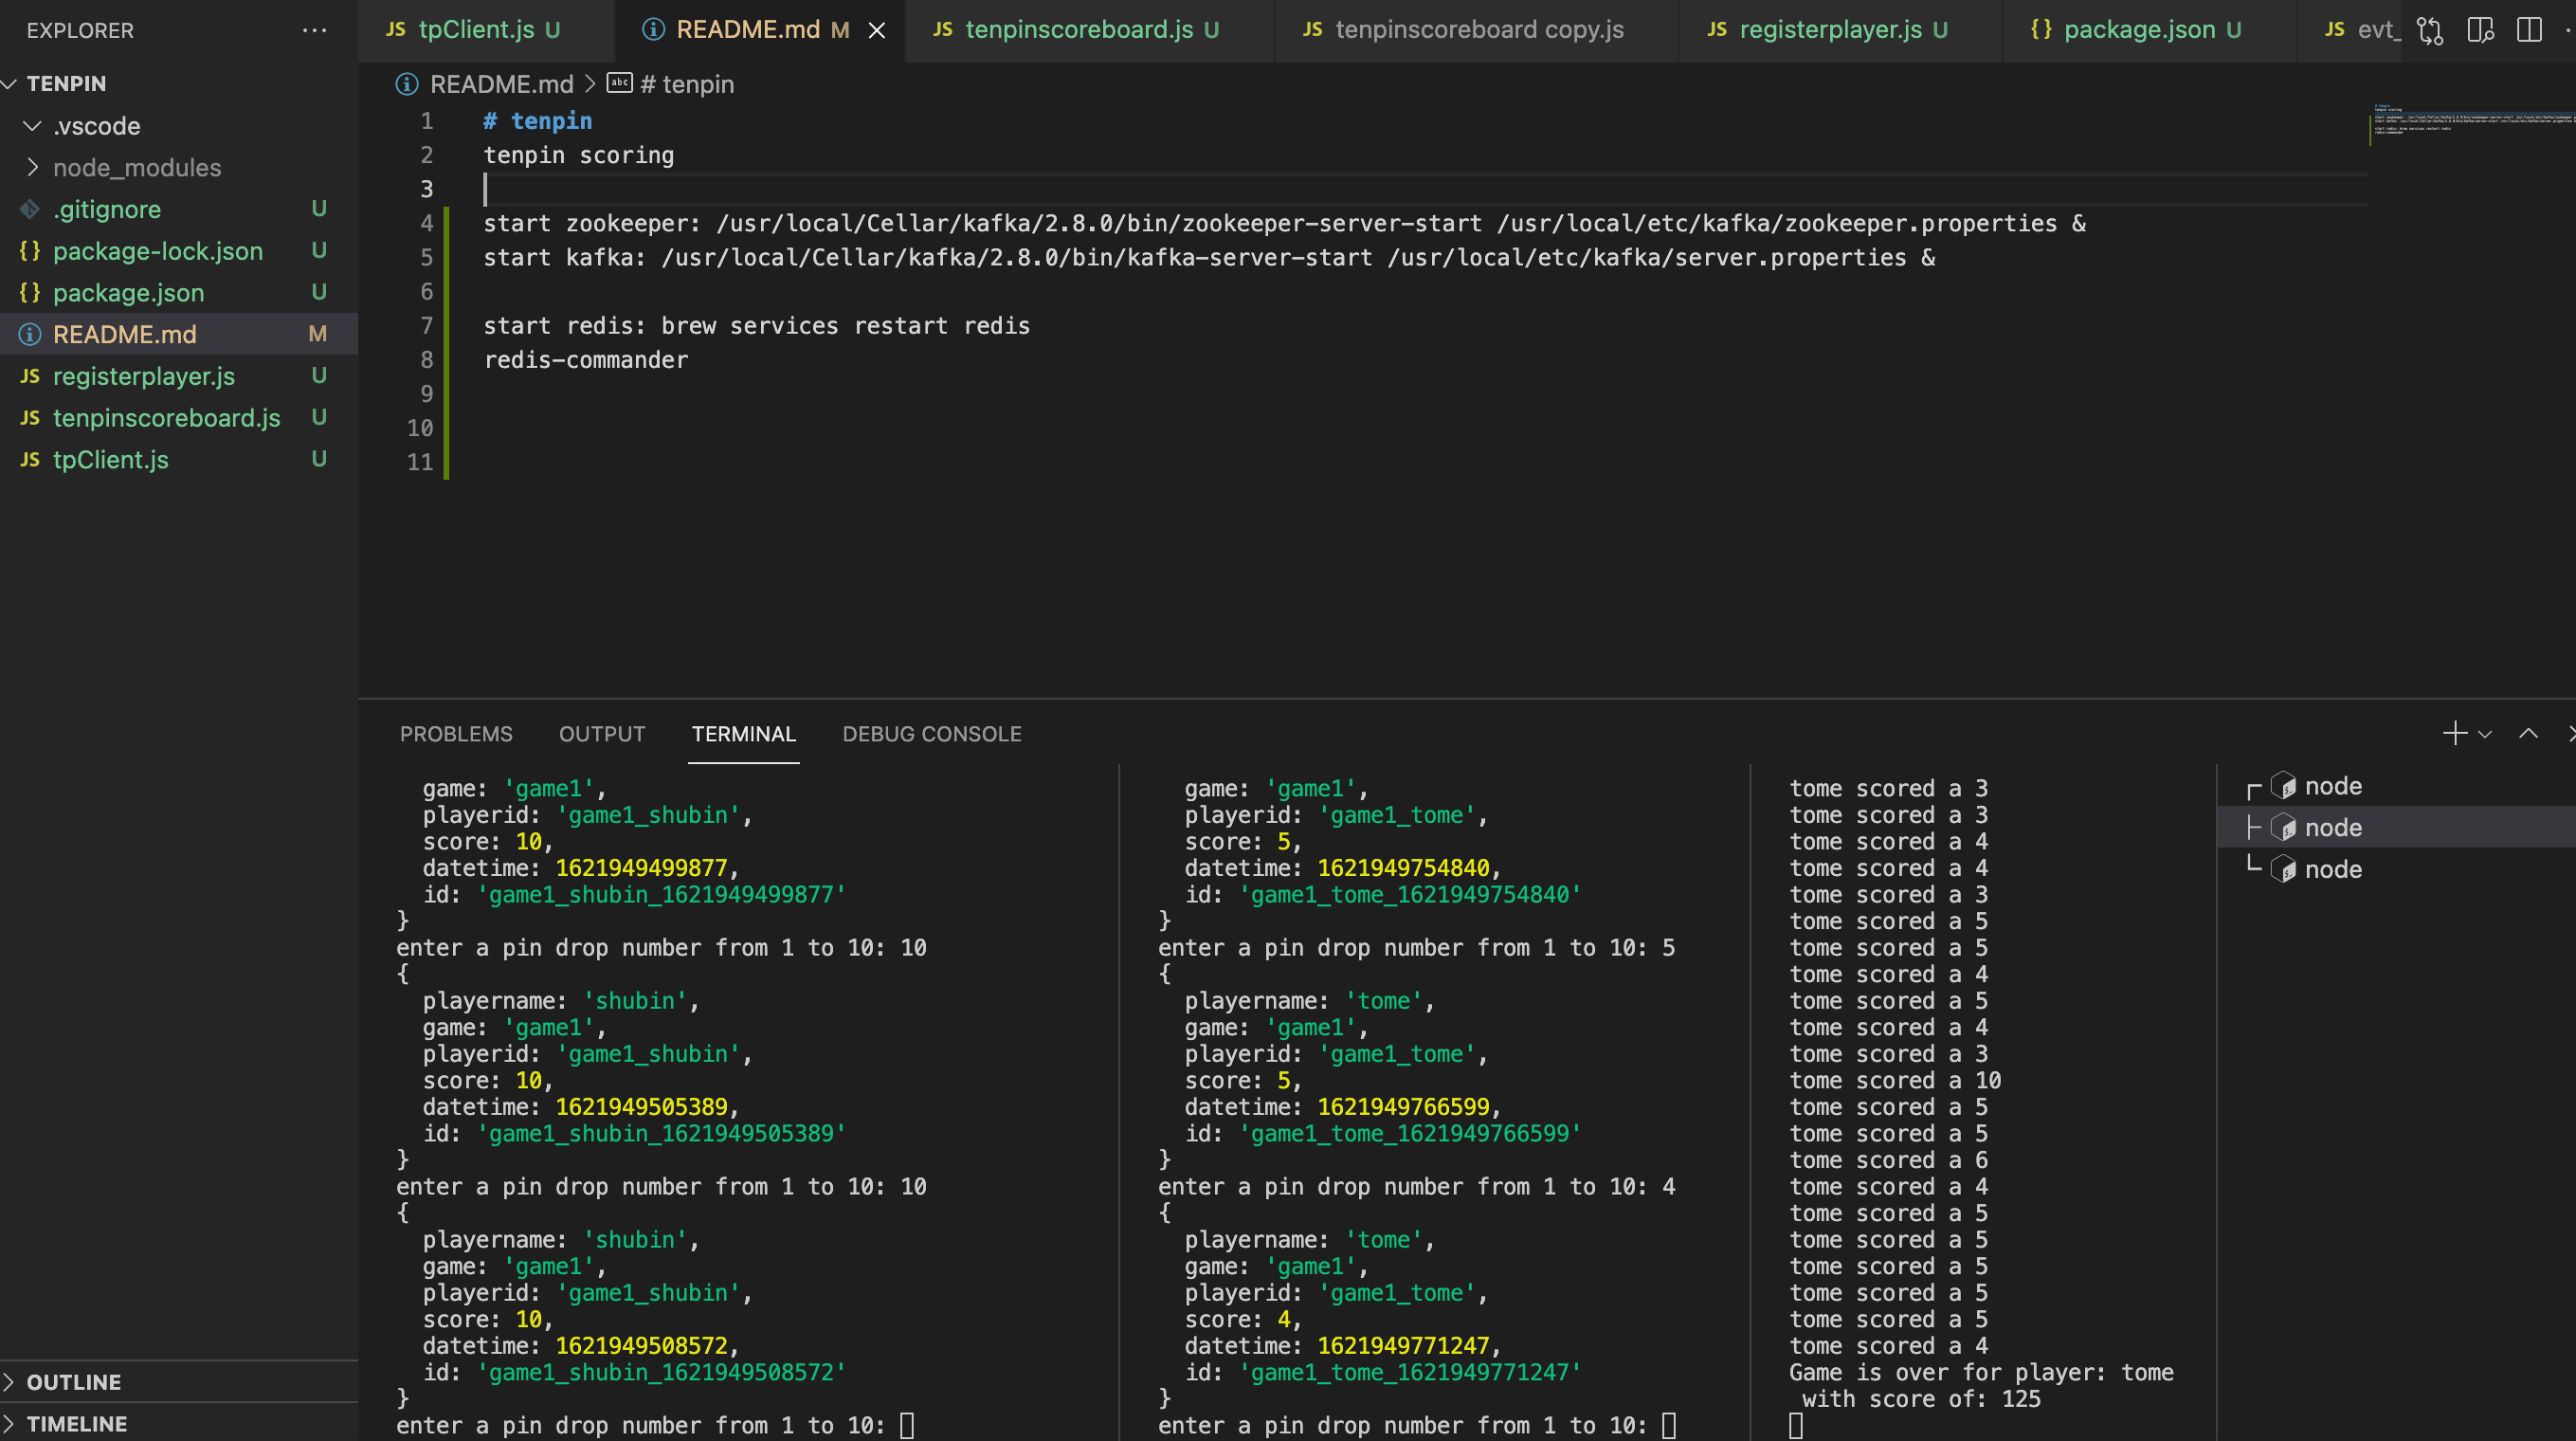 EXPLORER
TENPIN
.vscode
node_modules
.gitignore U
package-lock.json U
package.json U
README.md M
registerplayer.js U
tenpinscoreboard.js U
tpClient.js U
OUTLINE
TIMELINE
JS tpClient.js U
README.md M
JS tenpinscoreboard.js U
JS tenpinscoreboard copy.js
JS registerplayer.js U
{} package.json U
JS evt_
README.md > abc # tenpin
1 # tenpin
2 tenpin scoring
3
4 start zookeeper: /usr/local/Cellar/kafka/2.8.0/bin/zookeeper-server-start /usr/local/etc/kafka/zookeeper.properties &
5 start kafka: /usr/local/Cellar/kafka/2.8.0/bin/kafka-server-start /usr/local/etc/kafka/server.properties &
6
7 start redis: brew services restart redis
8 redis-commander
9
10
11
PROBLEMS OUTPUT TERMINAL DEBUG CONSOLE
game: 'game1',
playerid: 'game1_shubin',
score: 10,
datetime: 1621949499877,
id: 'game1_shubin_1621949499877'
}
enter a pin drop number from 1 to 10: 10
{
playername: 'shubin',
game: 'game1',
playerid: 'game1_shubin',
score: 10,
datetime: 1621949505389,
id: 'game1_shubin_1621949505389'
}
enter a pin drop number from 1 to 10: 10
{
playername: 'shubin',
game: 'game1',
playerid: 'game1_shubin',
score: 10,
datetime: 1621949508572,
id: 'game1_shubin_1621949508572'
}
enter a pin drop number from 1 to 10:
game: 'game1',
playerid: 'game1_tome',
score: 5,
datetime: 1621949754840,
id: 'game1_tome_1621949754840'
}
enter a pin drop number from 1 to 10: 5
{
playername: 'tome',
game: 'game1',
playerid: 'game1_tome',
score: 5,
datetime: 1621949766599,
id: 'game1_tome_1621949766599'
}
enter a pin drop number from 1 to 10: 4
{
playername: 'tome',
game: 'game1',
playerid: 'game1_tome',
score: 4,
datetime: 1621949771247,
id: 'game1_tome_1621949771247'
}
enter a pin drop number from 1 to 10:
tome scored a 3
tome scored a 3
tome scored a 4
tome scored a 4
tome scored a 3
tome scored a 5
tome scored a 5
tome scored a 4
tome scored a 5
tome scored a 4
tome scored a 3
tome scored a 10
tome scored a 5
tome scored a 5
tome scored a 6
tome scored a 4
tome scored a 5
tome scored a 5
tome scored a 5
tome scored a 5
tome scored a 5
tome scored a 4
Game is over for player: tome
with score of: 125
node
node
node